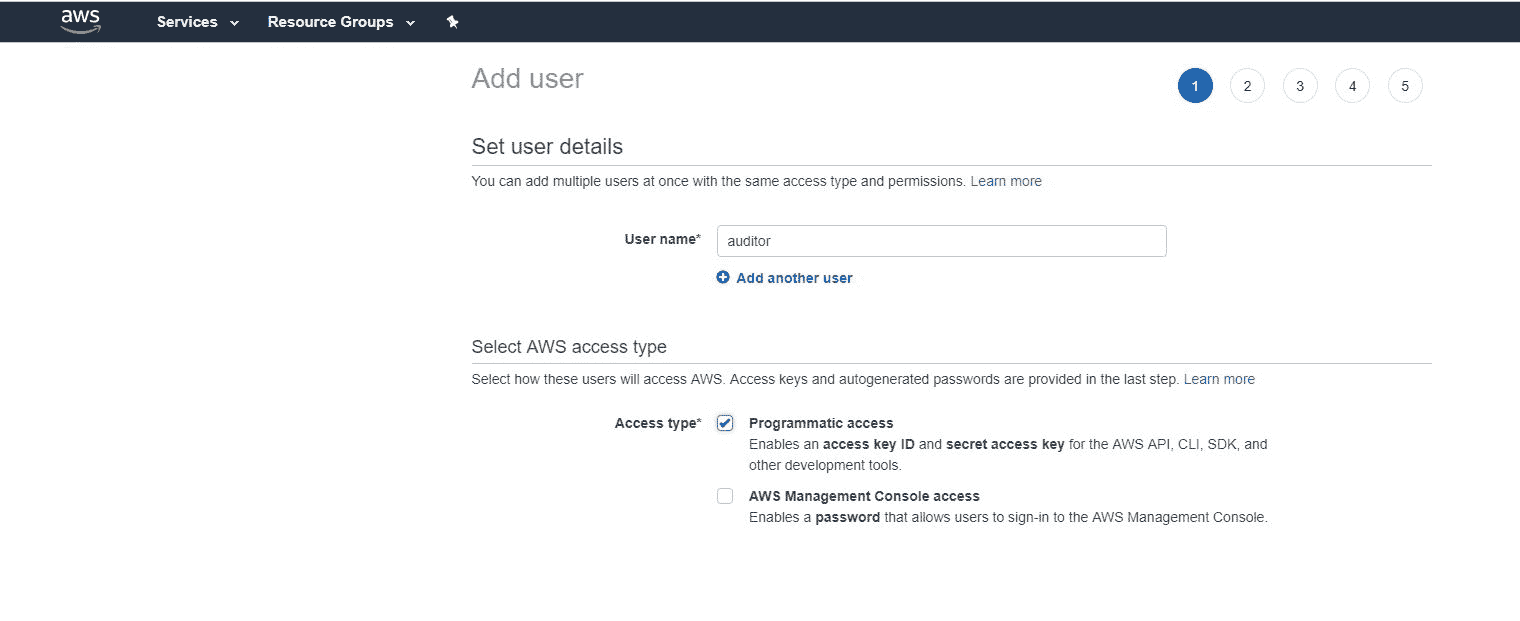 aws Services Resource Groups
Add user
1 2 3 4 5
Set user details
You can add multiple users at once with the same access type and permissions. Learn more
User name* auditor
Add another user
Select AWS access type
Select how these users will access AWS. Access keys and autogenerated passwords are provided in the last step. Learn more
Access type* Programmatic access
Enables an access key ID and secret access key for the AWS API, CLI, SDK, and
other development tools.
AWS Management Console access
Enables a password that allows users to sign-in to the AWS Management Console.